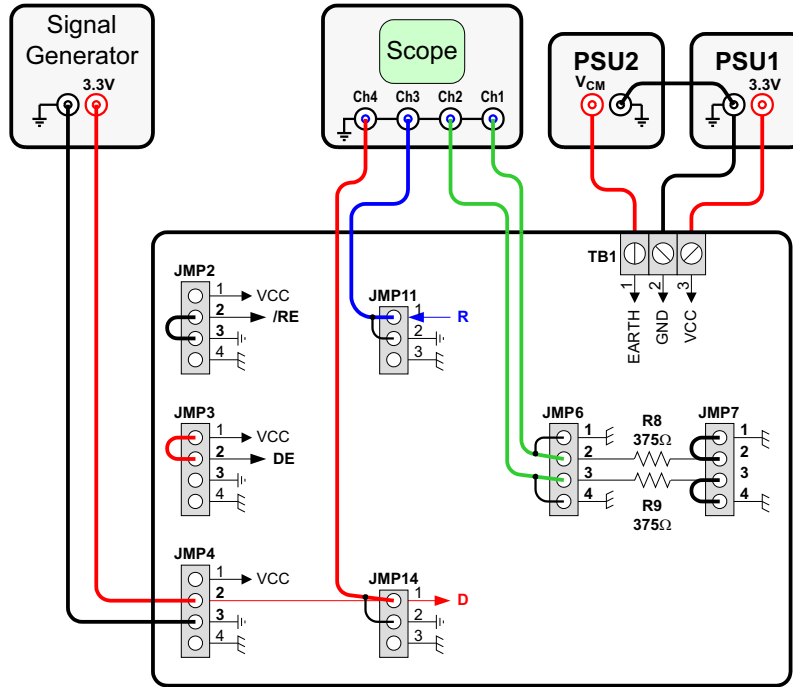 Signal
Generator
3.3V
Scope
Ch4 Ch3 Ch2 Ch1
PSU2
VCM
PSU1
3.3V
TB1
1 2 3
EARTH
GND
VCC
JMP2
1 VCC
2 /RE
3
4
JMP11
1 R
2
3
JMP3
1 VCC
2 DE
3
4
JMP6
1
2
3
4
R8
375Ω
R9
375Ω
JMP7
1
2
3
4
JMP4
1 VCC
2
3
4
JMP14
1 D
2
3